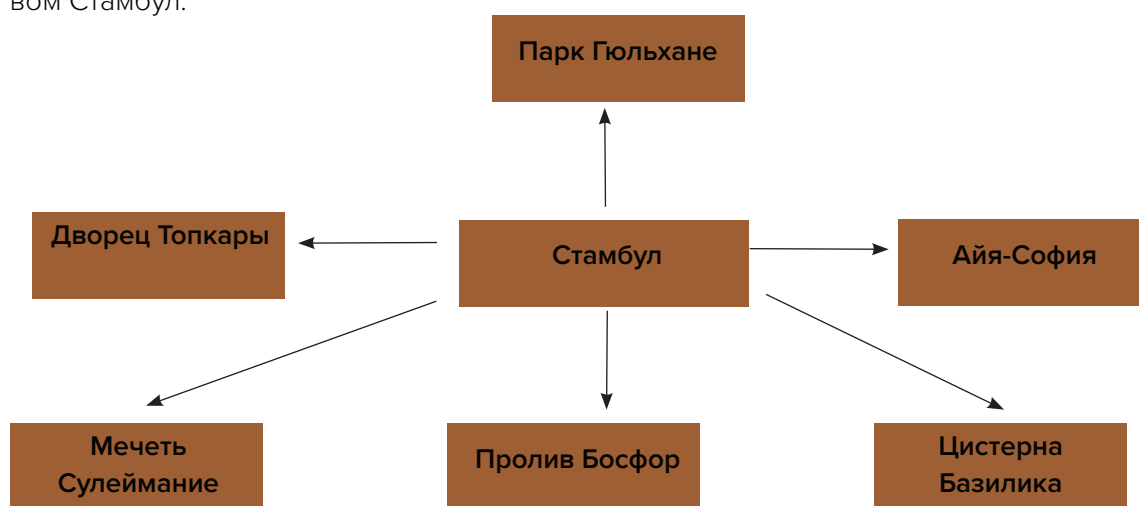 вом Стамбул.
Парк Гюльхане
Дворец Топкары
Стамбул
Айя-София
Мечеть
Сулеймание
Пролив Босфор
Цистерна
Базилика